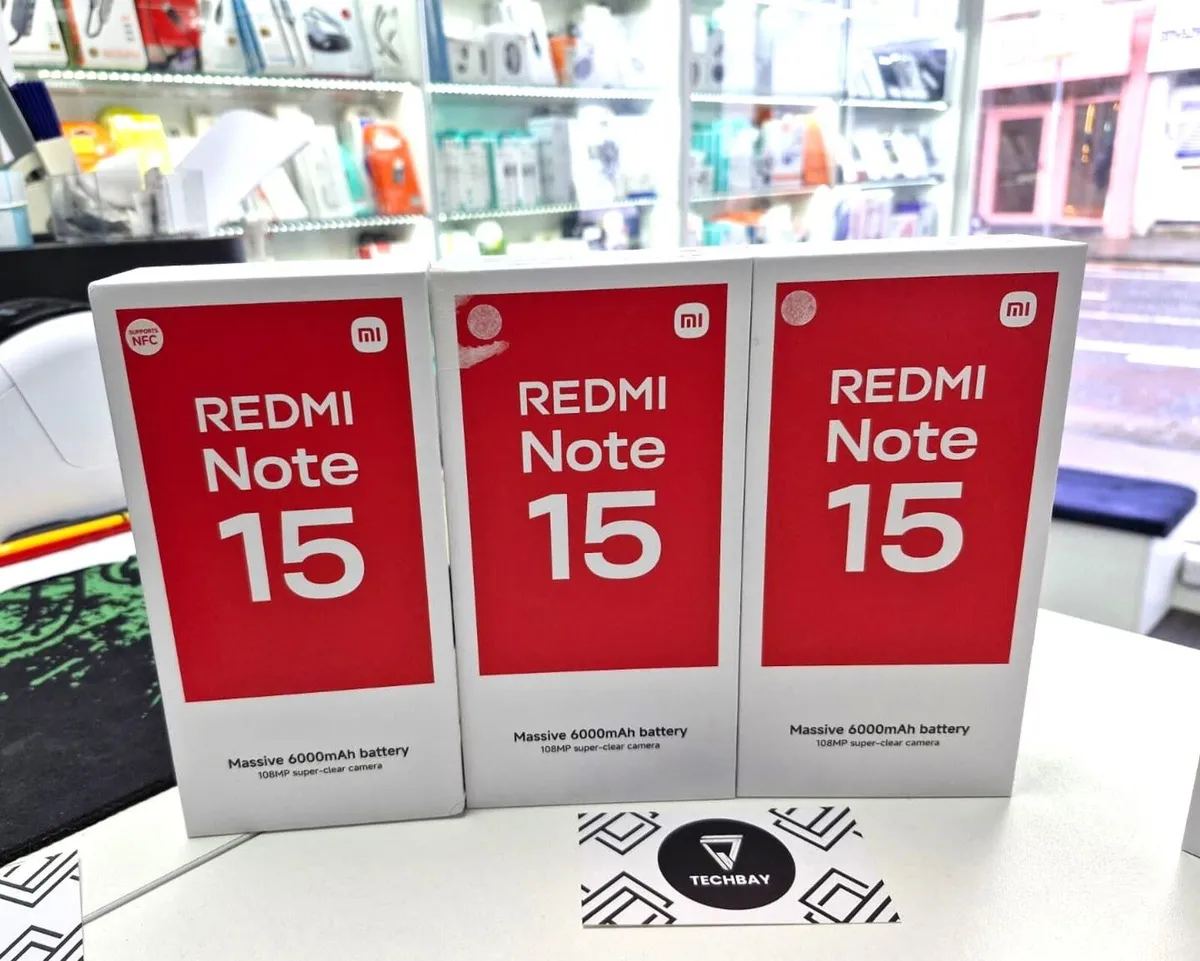 SUPPORTS
NFC
mi
REDMI
Note
15
Massive 6000mAh battery
108MP super-clear camera
mi
REDMI
Note
15
Massive 6000mAh battery
108MP super-clear camera
mi
REDMI
Note
15
Massive 6000mAh battery
108MP super-clear camera
TECHBAY